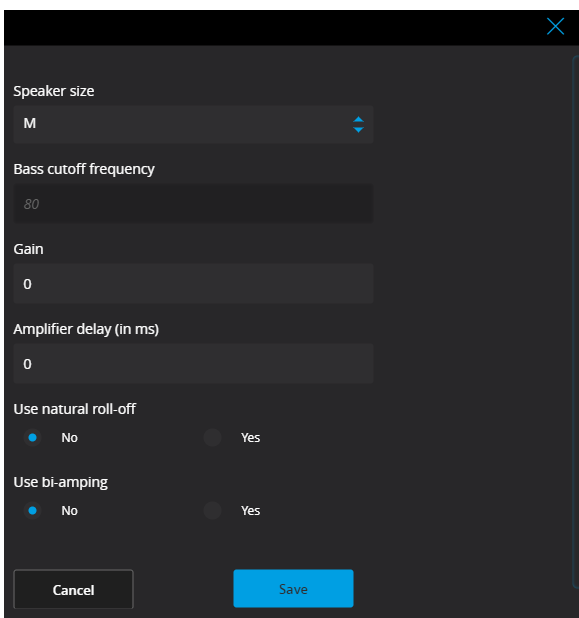 Speaker size
M
Bass cutoff frequency
80
Gain
0
Amplifier delay (in ms)
0
Use natural roll-off
No Yes
Use bi-amping
No Yes
Cancel Save